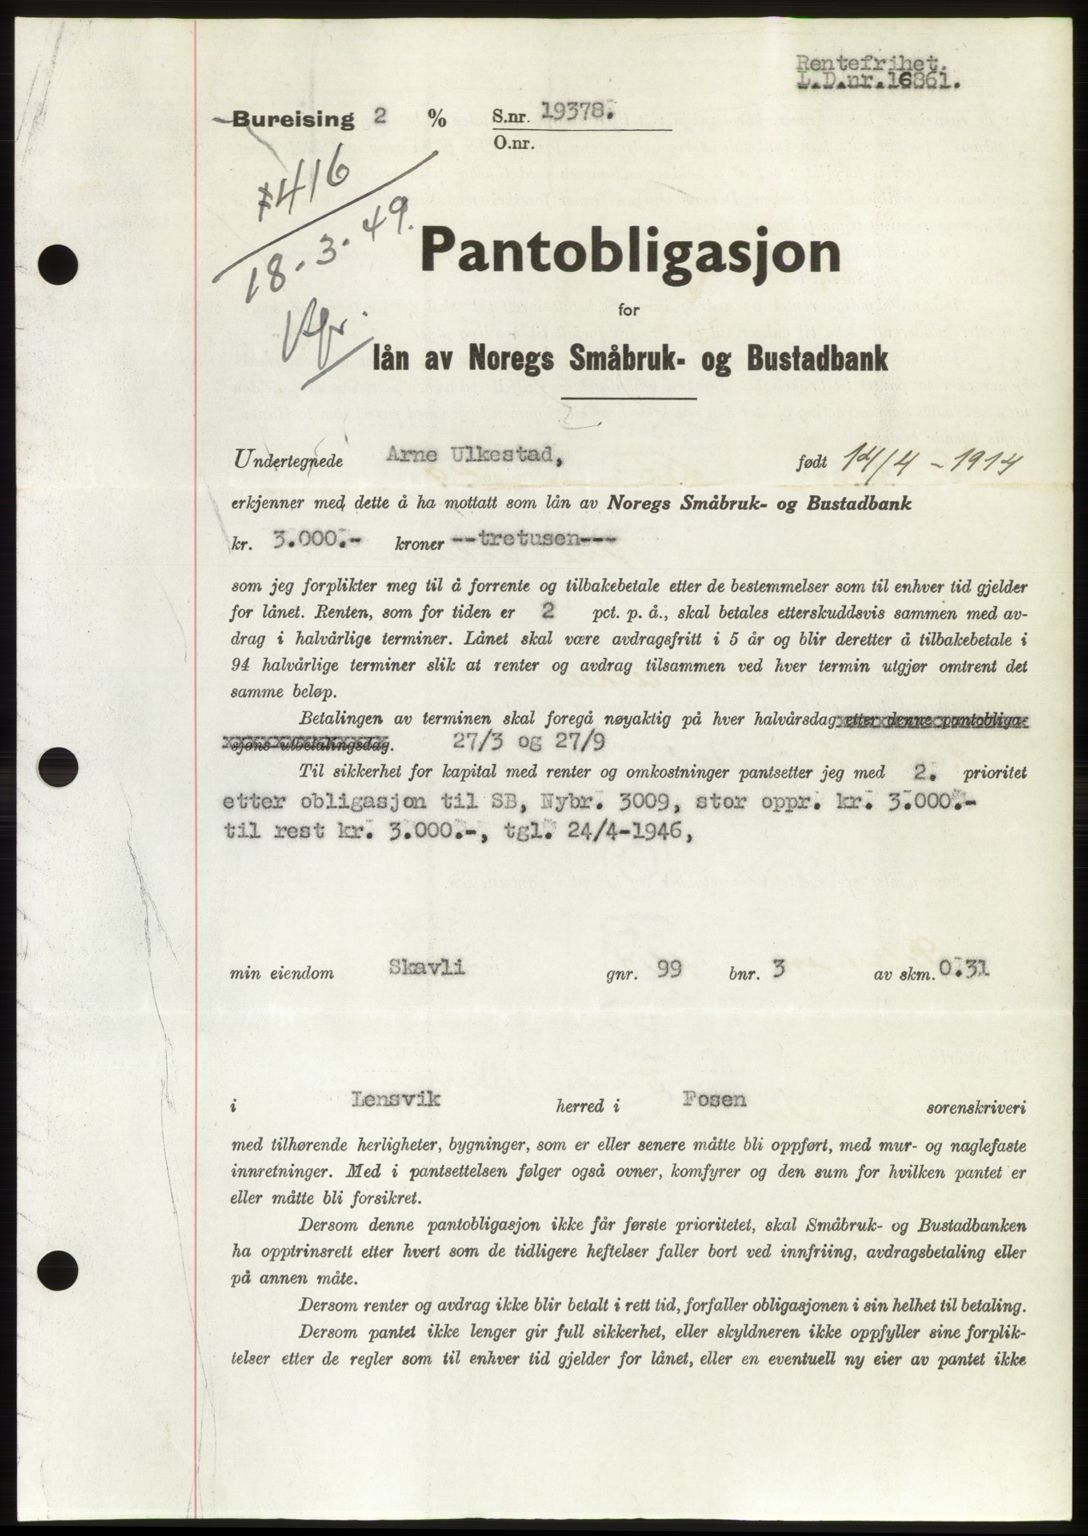 Rentefrihet.
L.D.nr.16861.
Bureising 2 % S.nr. 19378.
O.nr.
416
18-3-49.
Pantobligasjon
for
lån av Noregs Småbruk- og Bustadbank
Undertegnede Arne Ulkestad, født 14/4-1914
erkjenner med dette å ha mottatt som lån av Noregs Småbruk- og Bustadbank
kr. 3.000.- kroner --tretusen---
som jeg forplikter meg til å forrente og tilbakebetale etter de bestemmelser som til enhver tid gjelder
for lånet. Renten, som for tiden er 2 pct. p. å., skal betales etterskuddsvis sammen med av-
drag i halvårlige terminer. Lånet skal være avdragsfritt i 5 år og blir deretter å tilbakebetale i
94 halvårlige terminer slik at renter og avdrag tilsammen ved hver termin utgjør omtrent det
samme beløp.
Betalingen av terminen skal foregå nøyaktig på hver halvårsdag etter denne pantobliga-
sjons utbetalingsdag. 27/3 og 27/9
Til sikkerhet for kapital med renter og omkostninger pantsetter jeg med 2. prioritet
etter obligasjon til SB, Nybr. 3009, stor oppr. kr. 3.000.-
til rest kr. 3.000.-, tgl. 24/4-1946,
min eiendom Skavli gnr. 99 bnr. 3 av skm. 0.31
i Lensvik herred i Fosen sorenskriveri
med tilhørende herligheter, bygninger, som er eller senere måtte bli oppført, med mur- og naglefaste
innretninger. Med i pantsettelsen følger også ovner, komfyrer og den sum for hvilken pantet er
eller måtte bli forsikret.
Dersom denne pantobligasjon ikke får første prioritetet, skal Småbruk- og Bustadbanken
ha opptrinsrett etter hvert som de tidligere heftelser faller bort ved innfriing, avdragsbetaling eller
på annen måte.
Dersom renter og avdrag ikke blir betalt i rett tid, forfaller obligasjonen i sin helhet til betaling.
Dersom pantet ikke lenger gir full sikkerhet, eller skyldneren ikke oppfyller sine forplik-
telser etter de regler som til enhver tid gjelder for lånet, eller en eventuell ny eier av pantet ikke